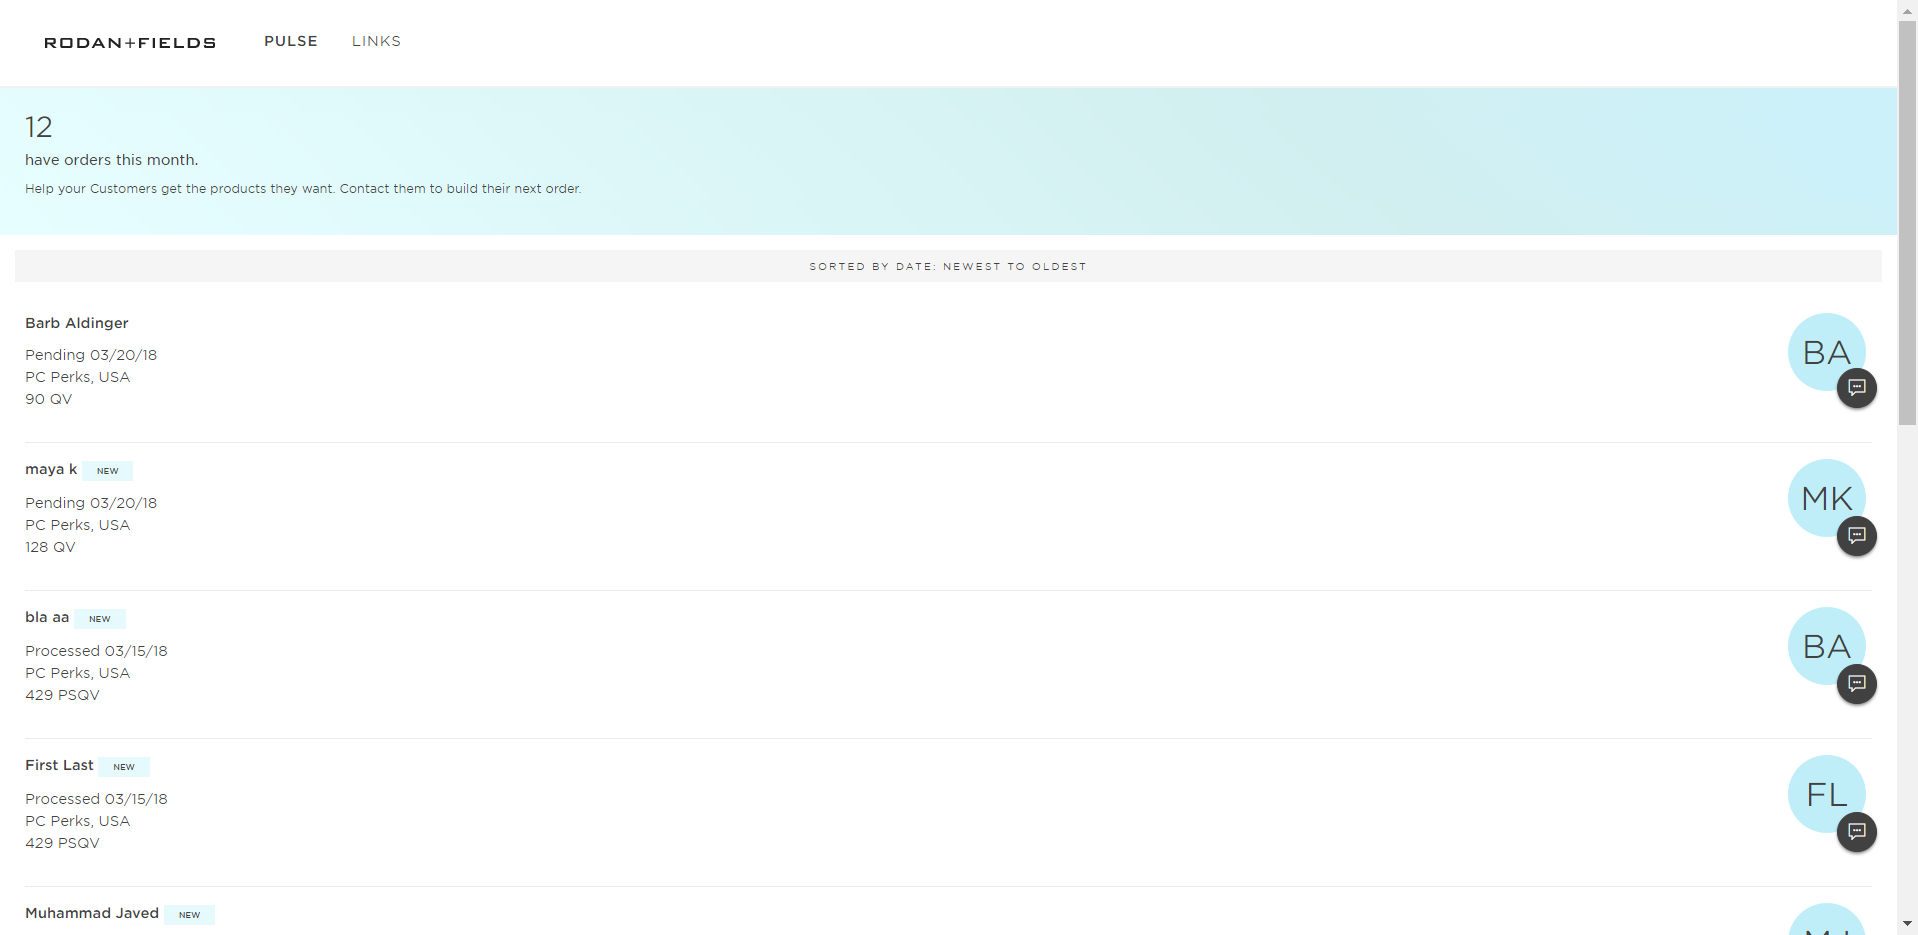 RODAN+FIELDS PULSE LINKS
12
have orders this month.
Help your Customers get the products they want. Contact them to build their next order.
SORTED BY DATE: NEWEST TO OLDEST
Barb Aldinger
Pending 03/20/18
PC Perks, USA
90 QV
BA
maya k NEW
Pending 03/20/18
PC Perks, USA
128 QV
MK
bla aa NEW
Processed 03/15/18
PC Perks, USA
429 PSQV
BA
First Last NEW
Processed 03/15/18
PC Perks, USA
429 PSQV
FL
Muhammad Javed NEW